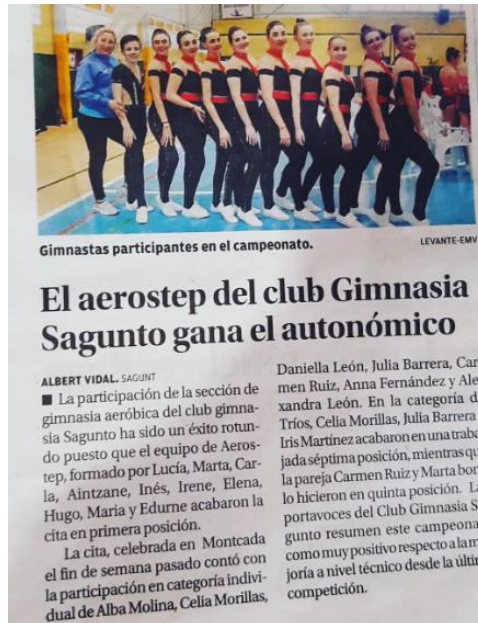 Gimnastas participantes en el campeonato.
LEVANTE-EMV
El aerostep del club Gimnasia
Sagunto gana el autonómico
ALBERT VIDAL. SAGUNT
■ La participación de la sección de
gimnasia aeróbica del club gimna-
sia Sagunto ha sido un éxito rotun-
do puesto que el equipo de Aeros-
tep, formado por Lucía, Marta, Car-
la, Aintzane, Inés, Irene, Elena,
Hugo, Maria y Edurne acabaron la
cita en primera posición.
La cita, celebrada en Montcada
el fin de semana pasado contó con
la participación en categoría indivi-
dual de Alba Molina, Celia Morillas,
Daniella León, Julia Barrera, Car
men Ruiz, Anna Fernández y Ale
xandra León. En la categoría d
Tríos, Celia Morillas, Julia Barrera
Iris Martínez acabaron en una traba
jada séptima posición, mientras qu
la pareja Carmen Ruiz y Marta bor
lo hicieron en quinta posición. L
portavoces del Club Gimnasia S
gunto resumen este campeona
como muy positivo respecto a la m
joría a nivel técnico desde la últi
competición.